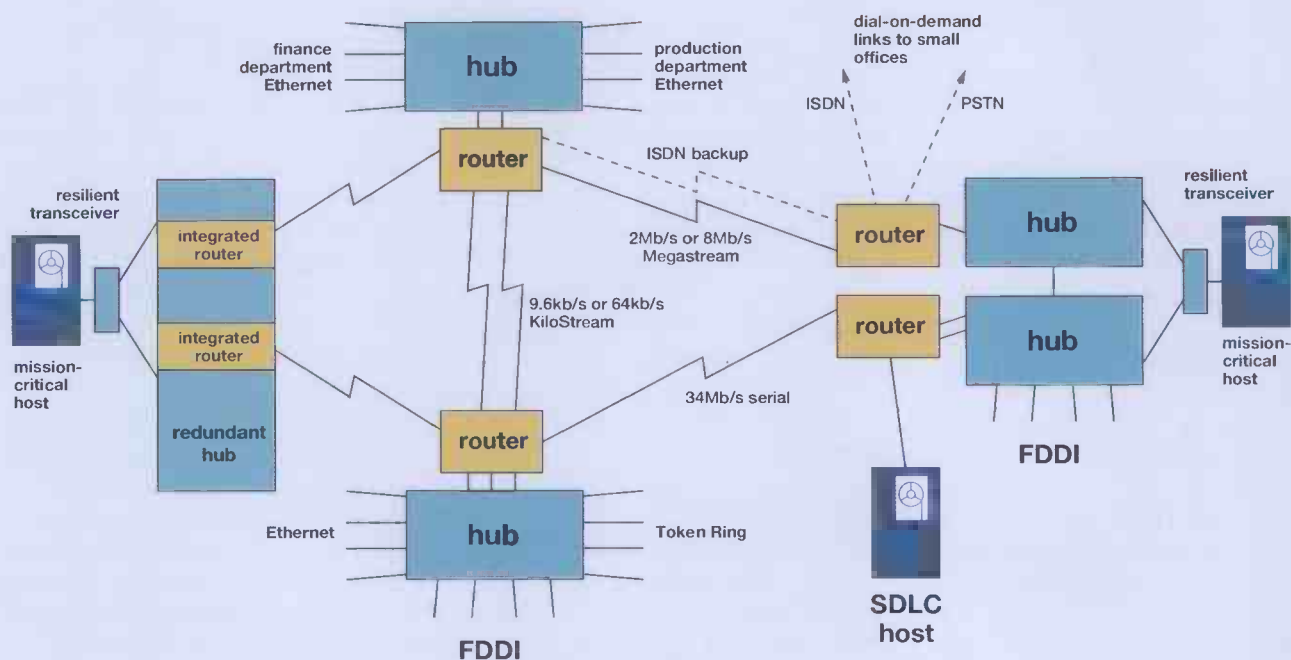 finance
department
Ethernet
hub
production
department
Ethernet
dial-on-demand
links to small
offices
ISDN
PSTN
router
ISDN backup
resilient
transceiver
integrated
router
integrated
router
redundant
hub
mission-
critical
host
2Mb/s or 8Mb/s
Megastream
9.6kb/s or 64kb/s
KiloStream
router
hub
resilient
transceiver
router
hub
mission-
critical
host
34Mb/s serial
router
FDDI
Ethernet
hub
Token Ring
FDDI
SDLC
host